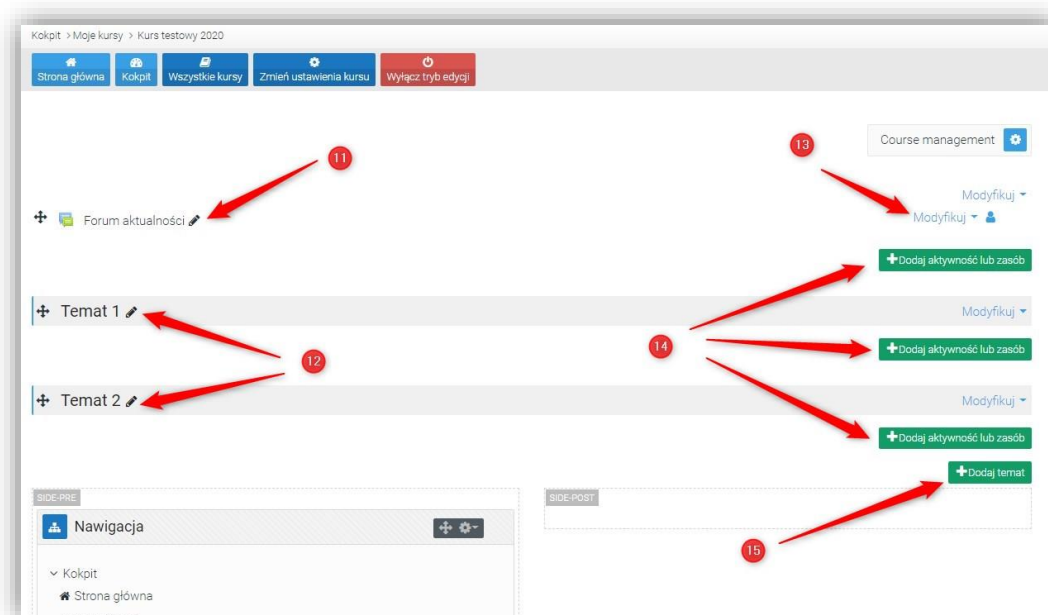 Kokpit > Moje kursy > Kurs testowy 2020
Strona główna Kokpit Wszystkie kursy Zmień ustawienia kursu Wyłącz tryb edycji
Course management
11
13
Modyfikuj
Forum aktualności Modyfikuj
+Dodaj aktywność lub zasób
Temat 1 Modyfikuj
14
+Dodaj aktywność lub zasób
12
Temat 2 Modyfikuj
+Dodaj aktywność lub zasób
+Dodaj temat
SIDE-PRE SIDE-POST
Nawigacja
15
Kokpit
Strona główna